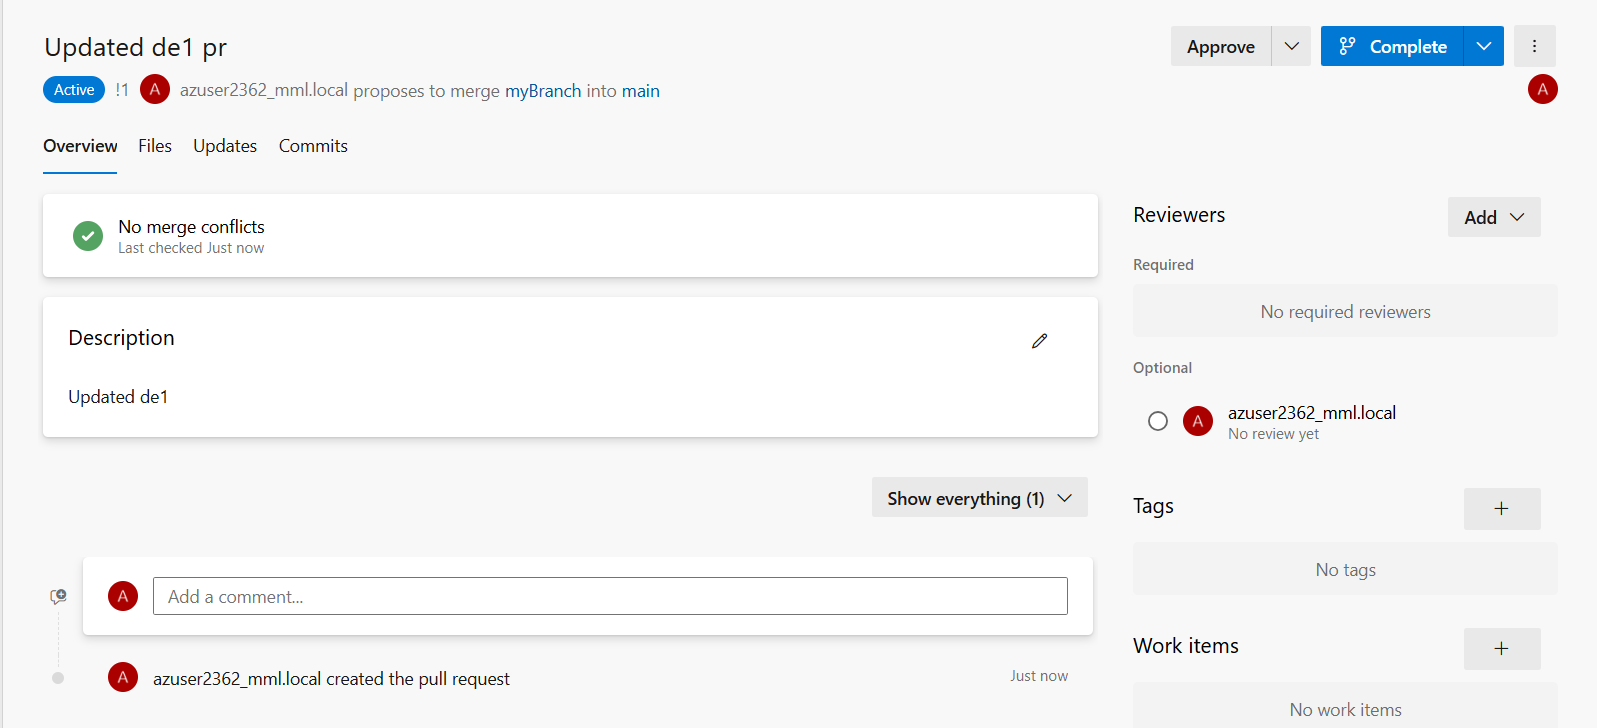 Updated de1 pr
Approve
Complete
Active !1 A azuser2362_mml.local proposes to merge myBranch into main
A
Overview Files Updates Commits
No merge conflicts
Last checked Just now
Description
Updated de1
Show everything (1)
A Add a comment...
A azuser2362_mml.local created the pull request Just now
Reviewers
Add
Required
No required reviewers
Optional
A azuser2362_mml.local
No review yet
Tags
+
No tags
Work items
+
No work items